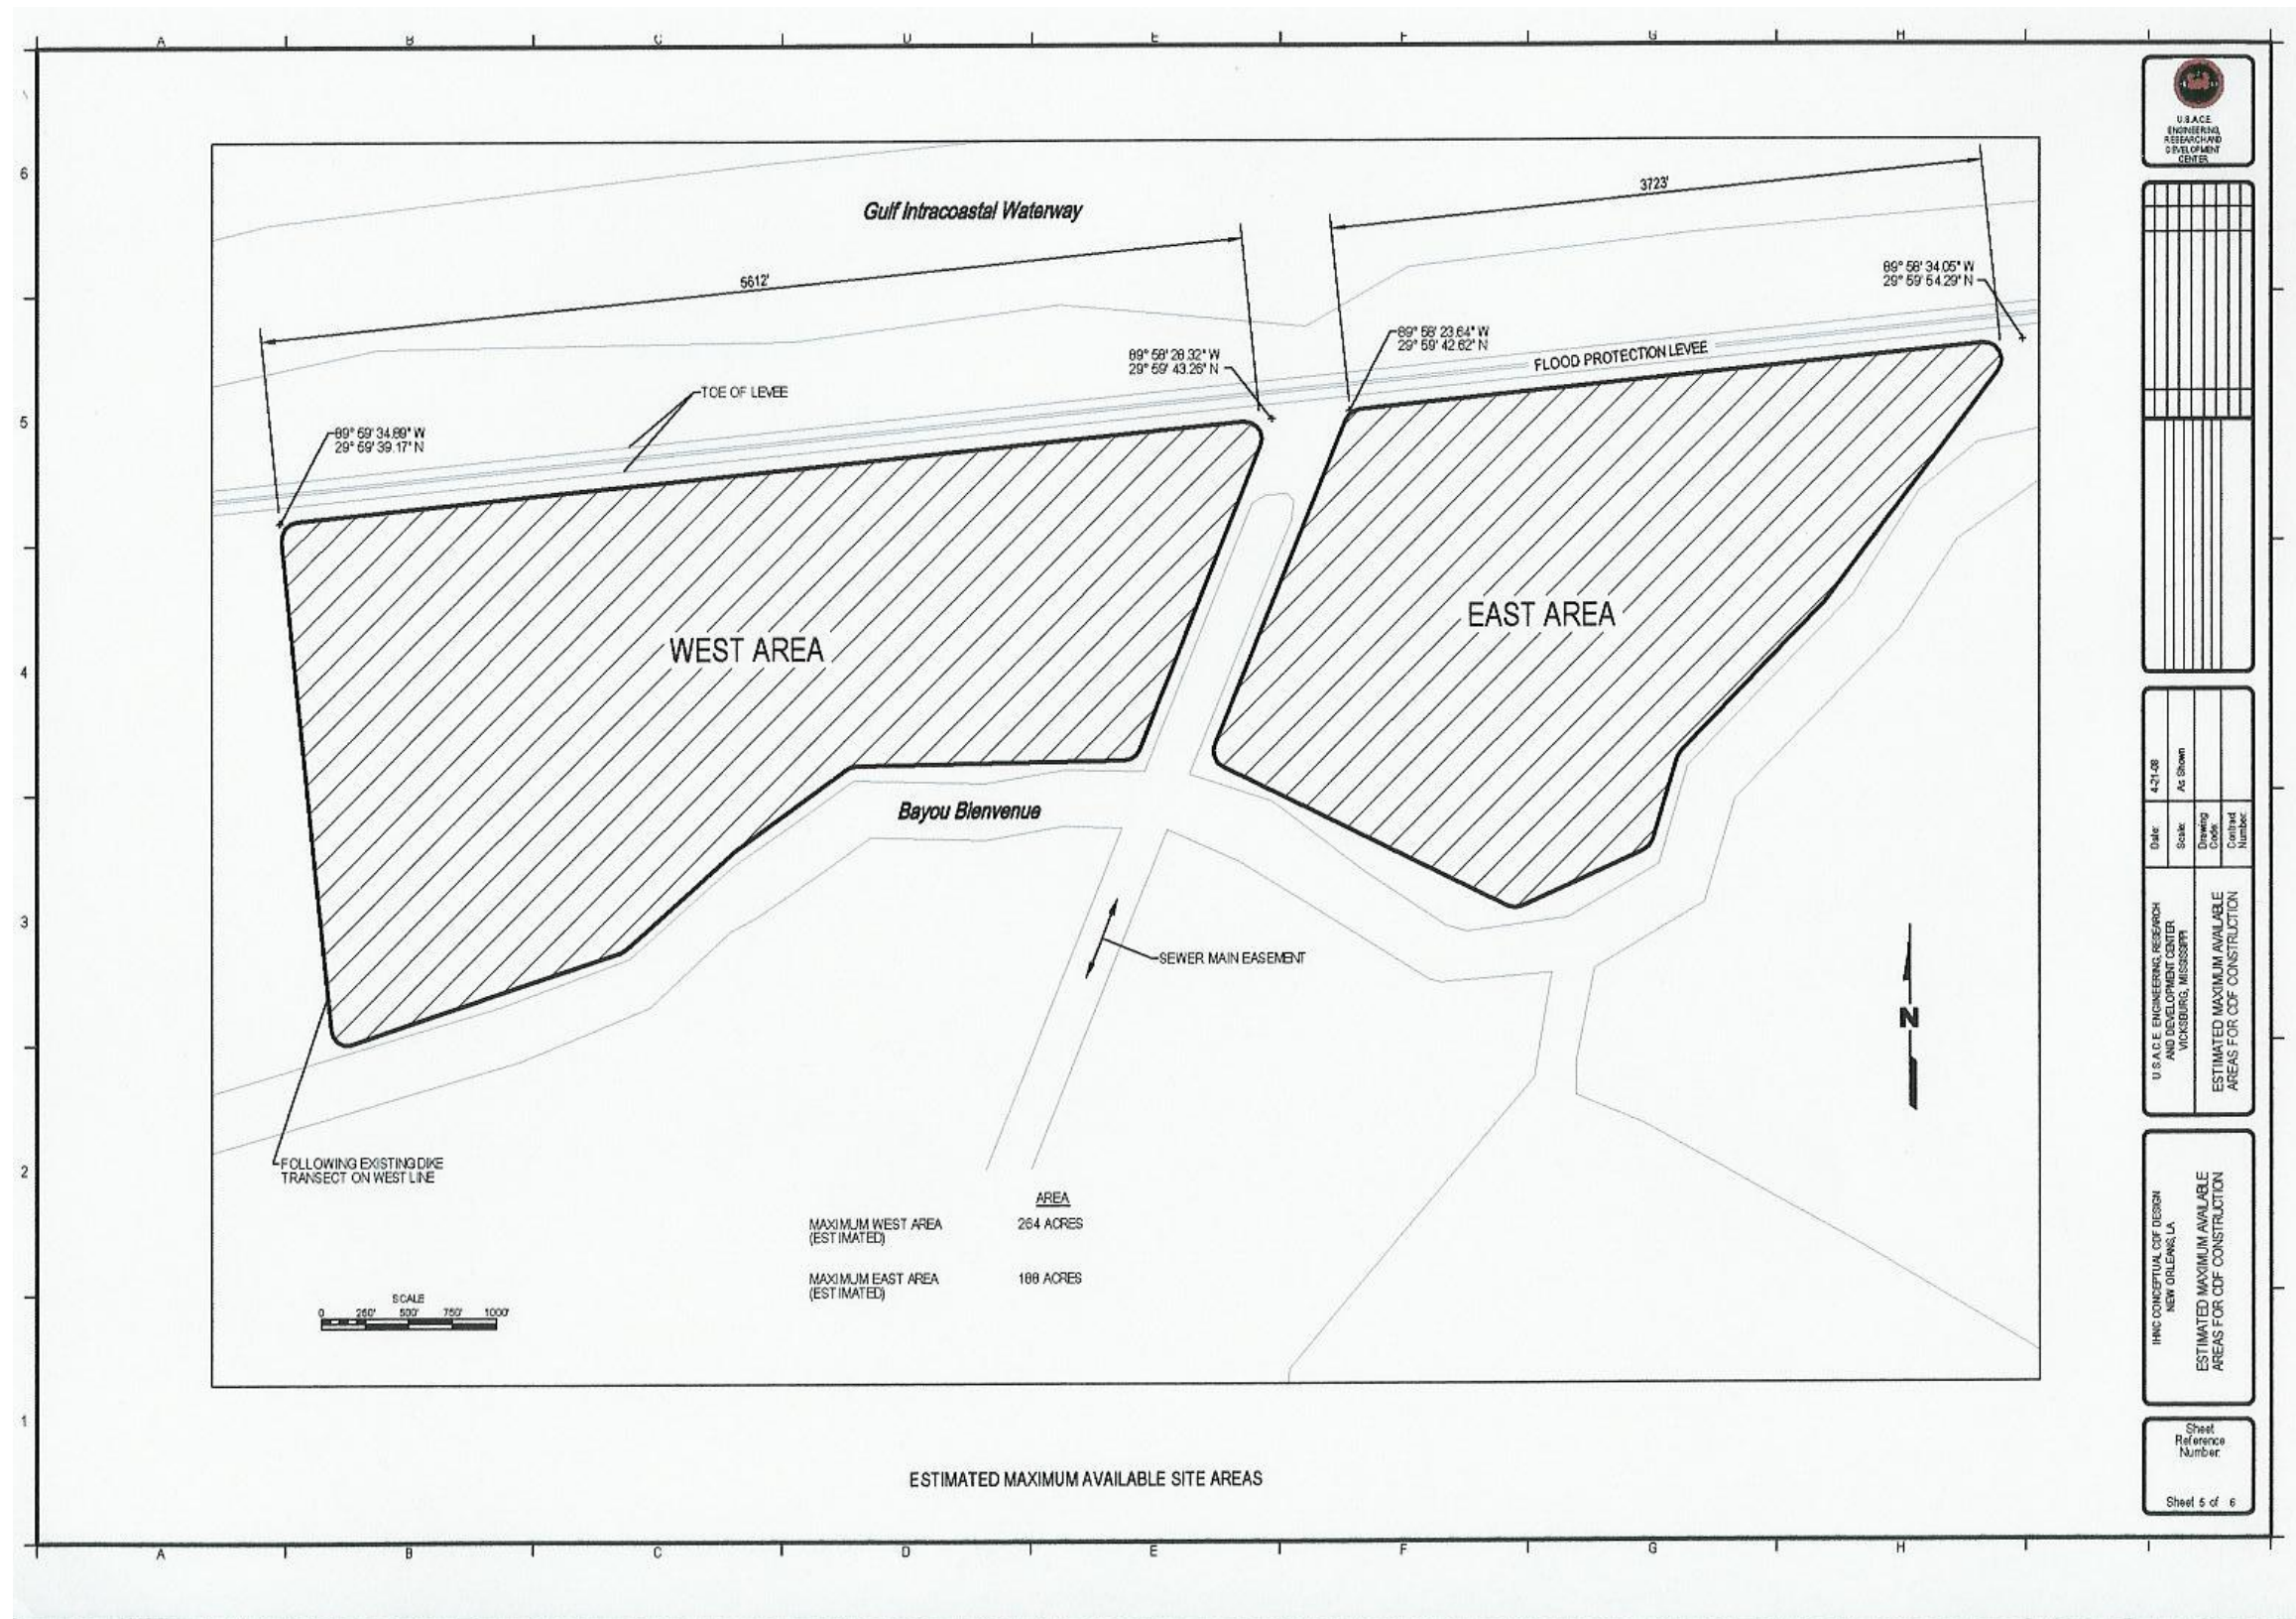 A B C D E F G H
6
5
4
3
2
1
Gulf Intracoastal Waterway
3723'
5612'
89° 58' 34.05" W
29° 59' 54.29" N
89° 58' 23.64" W
29° 59' 42.62" N
89° 58' 28.32" W
29° 59' 43.26" N
FLOOD PROTECTION LEVEE
TOE OF LEVEE
89° 59' 34.89" W
29° 59' 39.17" N
WEST AREA
EAST AREA
Bayou Bienvenue
SEWER MAIN EASEMENT
N
FOLLOWING EXISTING DIKE
TRANSECT ON WEST LINE
AREA
MAXIMUM WEST AREA 264 ACRES
(ESTIMATED)
MAXIMUM EAST AREA 188 ACRES
(ESTIMATED)
SCALE
0 250' 500' 750' 1000'
ESTIMATED MAXIMUM AVAILABLE SITE AREAS
A B C D E F G H
U.S.A.C.E.
ENGINEERING,
RESEARCH AND
DEVELOPMENT
CENTER
Date: 4-21-08
Scale: As Shown
Drawing
Code:
Contract
Number:
U.S.A.C.E. ENGINEERING, RESEARCH
AND DEVELOPMENT CENTER
VICKSBURG, MISSISSIPPI
ESTIMATED MAXIMUM AVAILABLE
AREAS FOR CDF CONSTRUCTION
IHNC CONCEPTUAL CDF DESIGN
NEW ORLEANS, LA
ESTIMATED MAXIMUM AVAILABLE
AREAS FOR CDF CONSTRUCTION
Sheet
Reference
Number:
Sheet 5 of 6